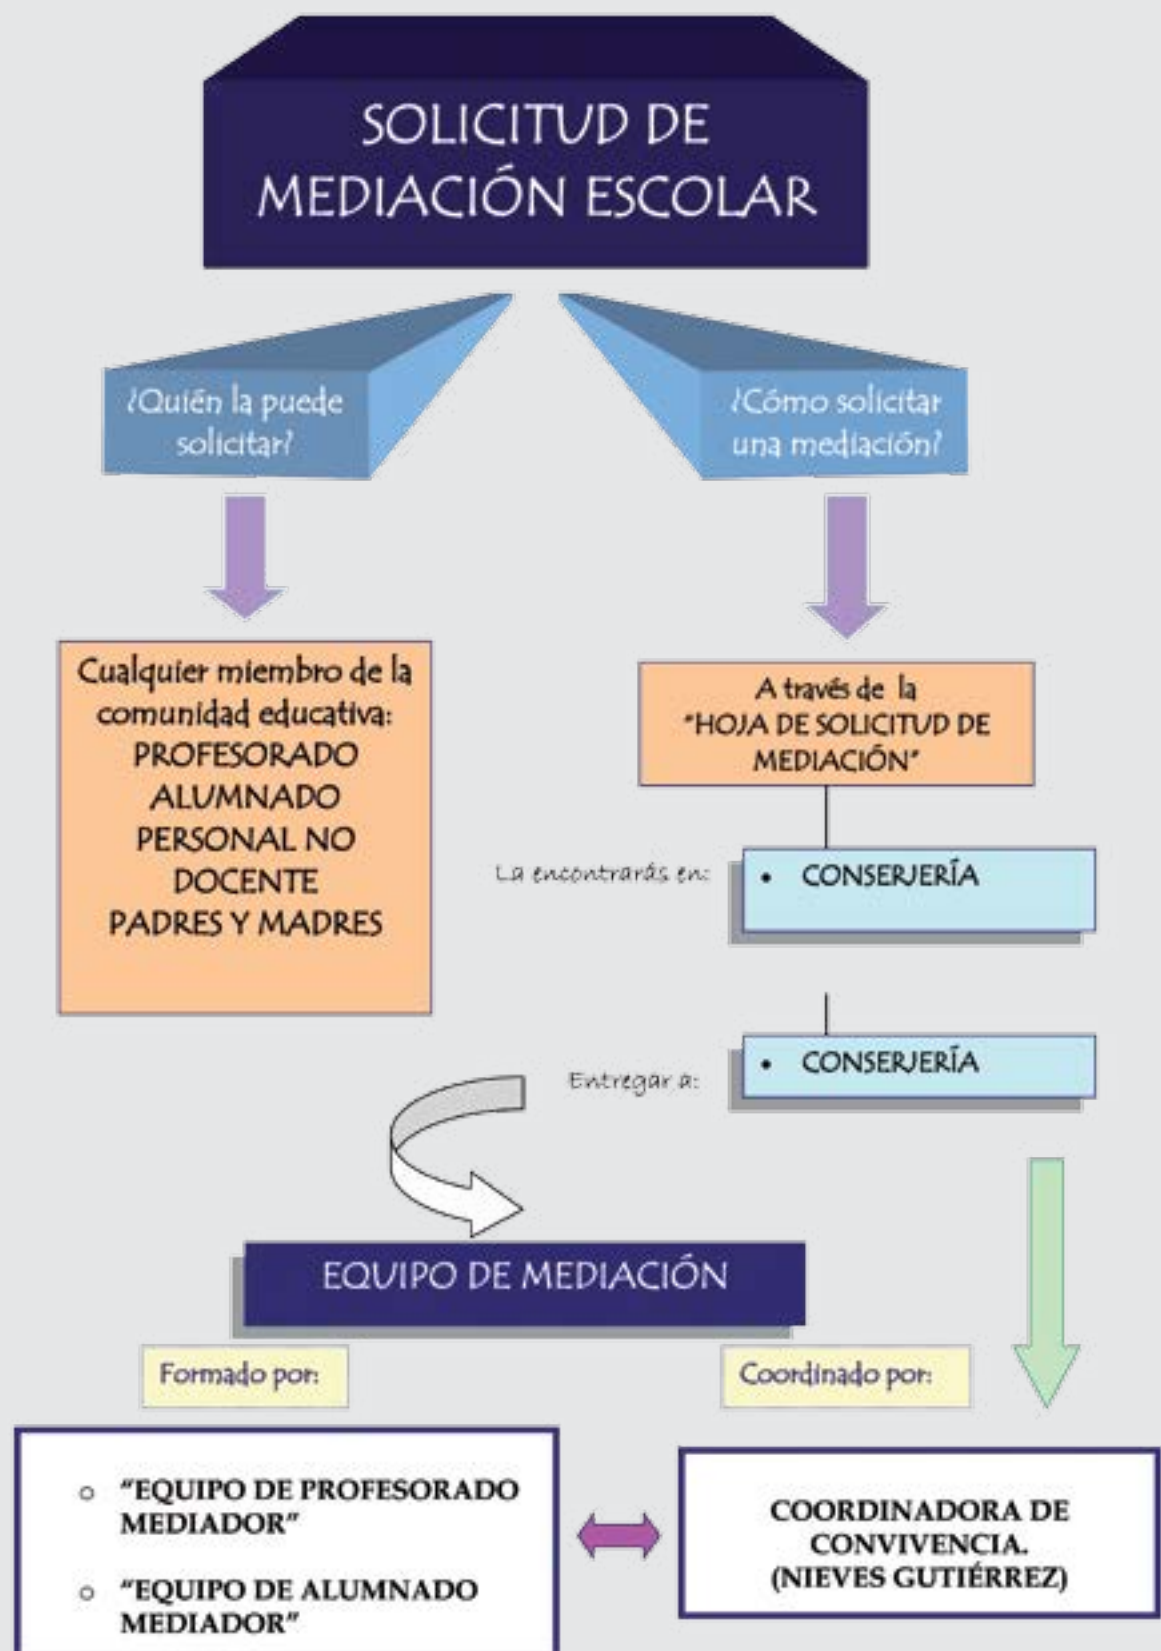 SOLICITUD DE
MEDIACIÓN ESCOLAR
¿Quién la puede
solicitar?
¿Cómo solicitar
una mediación?
Cualquier miembro de la
comunidad educativa:
PROFESORADO
ALUMNADO
PERSONAL NO
DOCENTE
PADRES Y MADRES
A través de la
"HOJA DE SOLICITUD DE
MEDIACIÓN"
La encontrarás en:
• CONSERJERÍA
Entregar a:
• CONSERJERÍA
EQUIPO DE MEDIACIÓN
Formado por:
Coordinado por:
o "EQUIPO DE PROFESORADO
MEDIADOR"
o "EQUIPO DE ALUMNADO
MEDIADOR"
COORDINADORA DE
CONVIVENCIA.
(NIEVES GUTIÉRREZ)